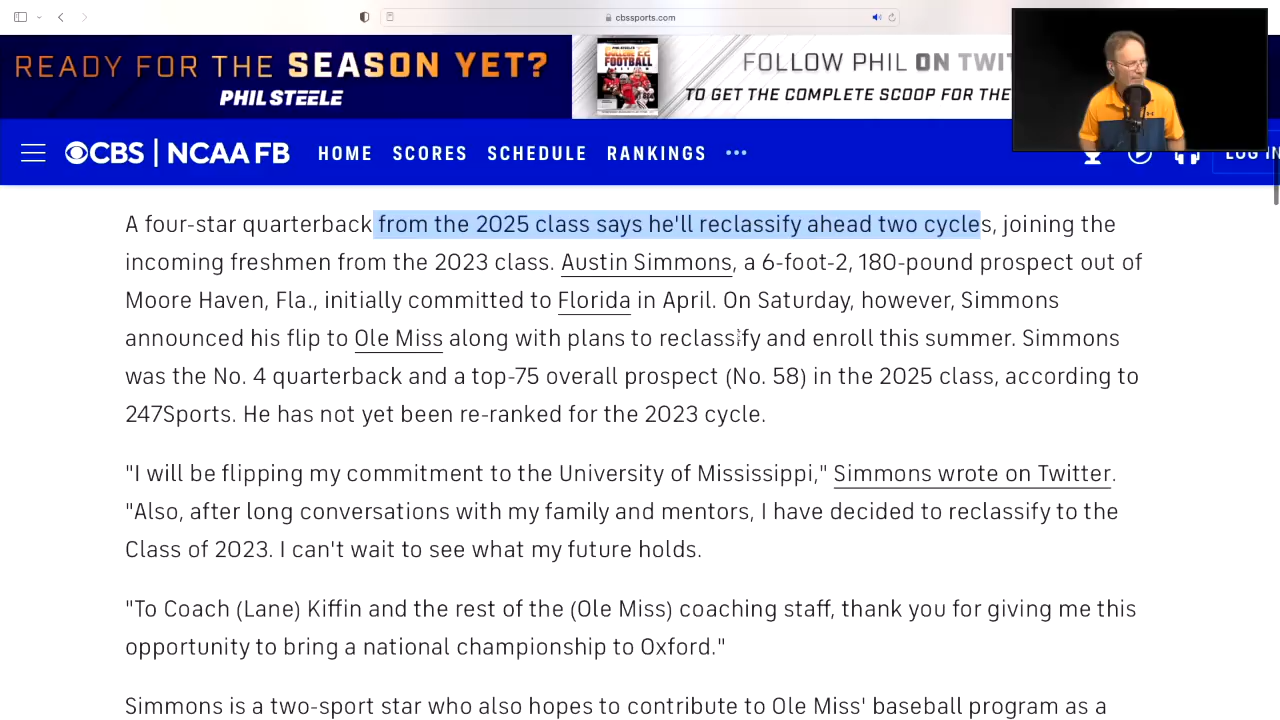 cbssports.com
READY FOR THE SEASON YET?
PHIL STEELE
PHIL STEELE'S
FOOTBALL
FOLLOW PHIL ON TWIT
TO GET THE COMPLETE SCOOP FOR THE
CBS | NCAA FB HOME SCORES SCHEDULE RANKINGS ••• LOG IN
A four-star quarterback from the 2025 class says he'll reclassify ahead two cycles, joining the
incoming freshmen from the 2023 class. Austin Simmons, a 6-foot-2, 180-pound prospect out of
Moore Haven, Fla., initially committed to Florida in April. On Saturday, however, Simmons
announced his flip to Ole Miss along with plans to reclassify and enroll this summer. Simmons
was the No. 4 quarterback and a top-75 overall prospect (No. 58) in the 2025 class, according to
247Sports. He has not yet been re-ranked for the 2023 cycle.
"I will be flipping my commitment to the University of Mississippi," Simmons wrote on Twitter.
"Also, after long conversations with my family and mentors, I have decided to reclassify to the
Class of 2023. I can't wait to see what my future holds.
"To Coach (Lane) Kiffin and the rest of the (Ole Miss) coaching staff, thank you for giving me this
opportunity to bring a national championship to Oxford."
Simmons is a two-sport star who also hopes to contribute to Ole Miss' baseball program as a